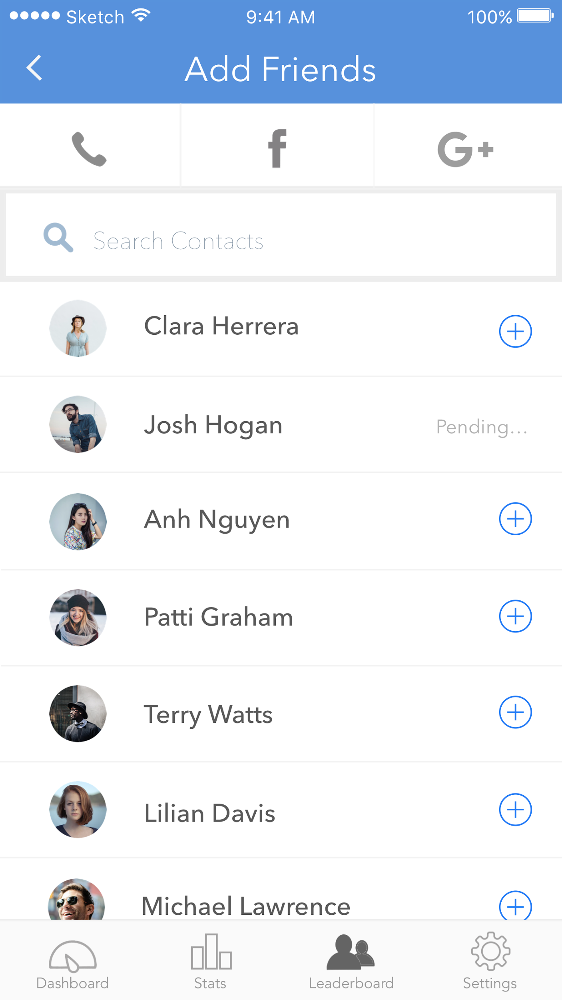 Sketch 9:41 AM 100%
Add Friends
f G+
Search Contacts
Clara Herrera
Josh Hogan Pending...
Anh Nguyen
Patti Graham
Terry Watts
Lilian Davis
Michael Lawrence
Dashboard Stats Leaderboard Settings